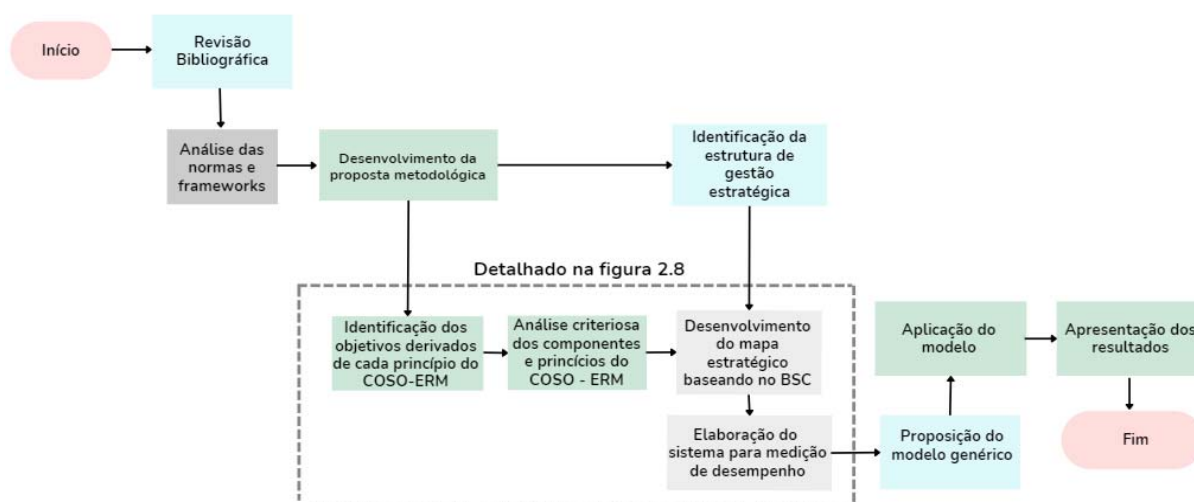 Início
Revisão
Bibliográfica
Análise das
normas e
frameworks
Desenvolvimento da
proposta metodológica
Identificação da
estrutura de
gestão
estratégica
Detalhado na figura 2.8
Identificação dos
objetivos derivados
de cada princípio do
COSO-ERM
Análise criteriosa
dos componentes
e princícios do
COSO - ERM
Desenvolvimento
do mapa
estratégico
baseando no BSC
Elaboração do
sistema para medição
de desempenho
Proposição do
modelo genérico
Aplicação do
modelo
Apresentação dos
resultados
Fim